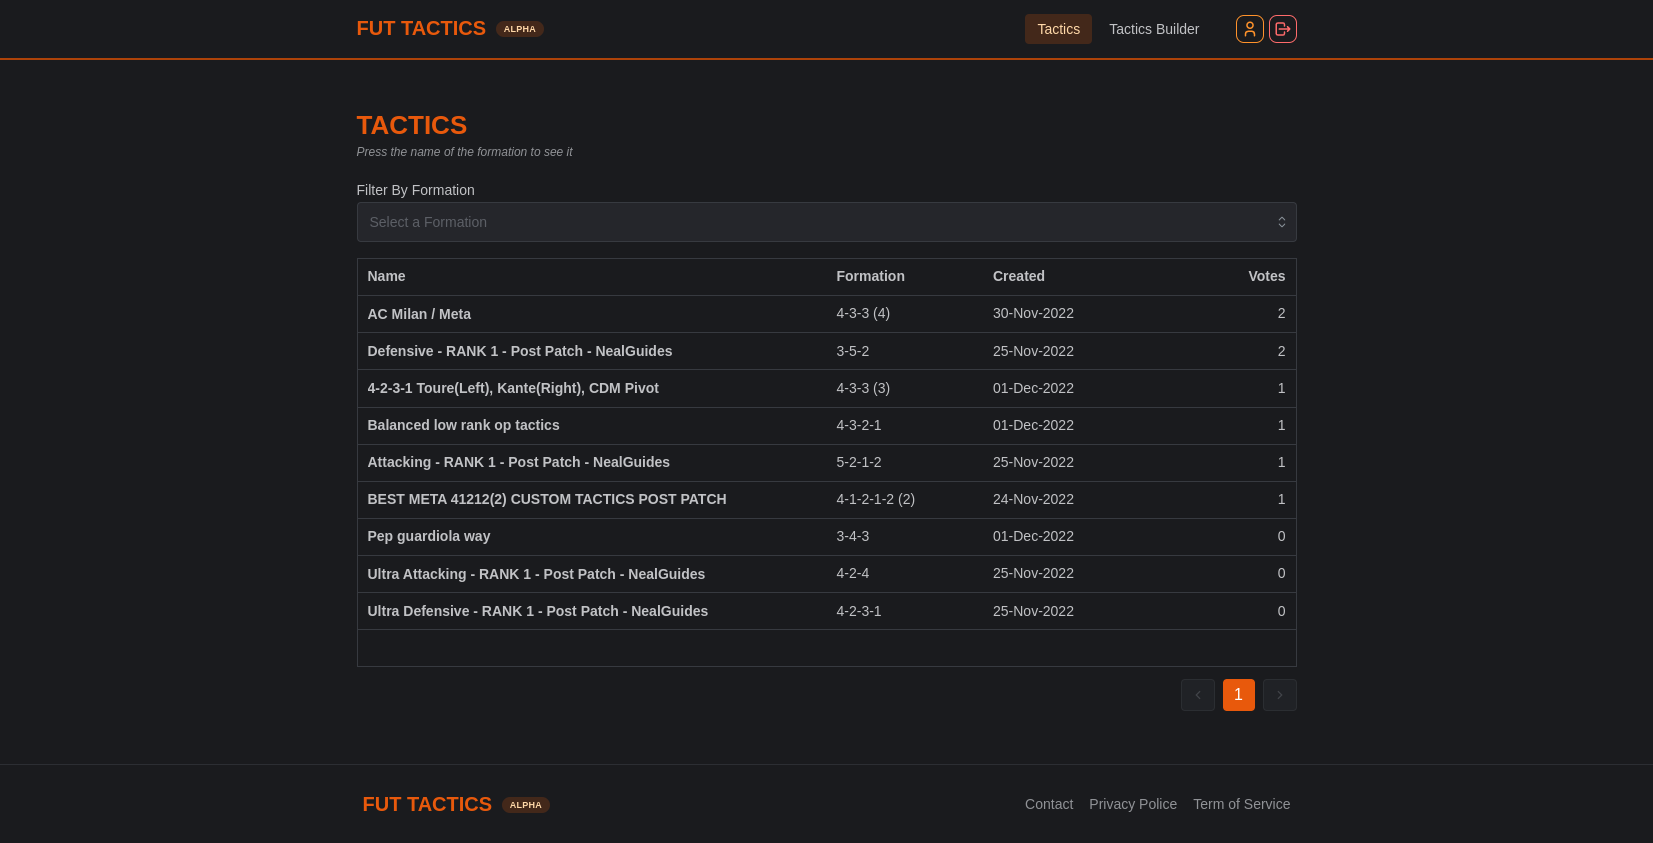 FUT TACTICS ALPHA Tactics Tactics Builder
TACTICS
Press the name of the formation to see it
Filter By Formation
Select a Formation
Name Formation Created Votes
AC Milan / Meta 4-3-3 (4) 30-Nov-2022 2
Defensive - RANK 1 - Post Patch - NealGuides 3-5-2 25-Nov-2022 2
4-2-3-1 Toure(Left), Kante(Right), CDM Pivot 4-3-3 (3) 01-Dec-2022 1
Balanced low rank op tactics 4-3-2-1 01-Dec-2022 1
Attacking - RANK 1 - Post Patch - NealGuides 5-2-1-2 25-Nov-2022 1
BEST META 41212(2) CUSTOM TACTICS POST PATCH 4-1-2-1-2 (2) 24-Nov-2022 1
Pep guardiola way 3-4-3 01-Dec-2022 0
Ultra Attacking - RANK 1 - Post Patch - NealGuides 4-2-4 25-Nov-2022 0
Ultra Defensive - RANK 1 - Post Patch - NealGuides 4-2-3-1 25-Nov-2022 0
1
FUT TACTICS ALPHA Contact Privacy Police Term of Service